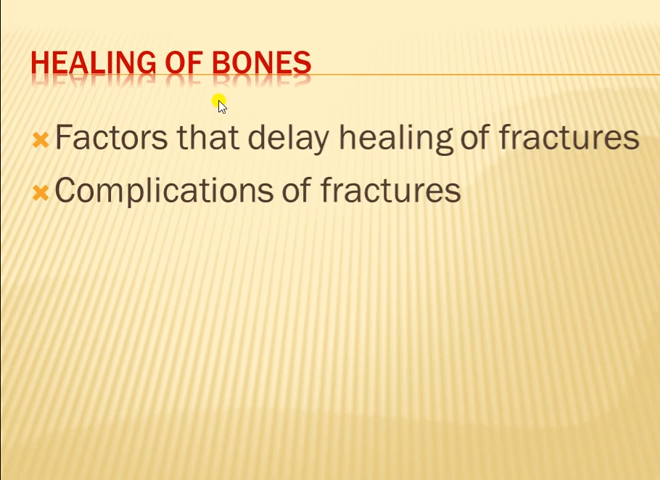 HEALING OF BONES
Factors that delay healing of fractures
Complications of fractures